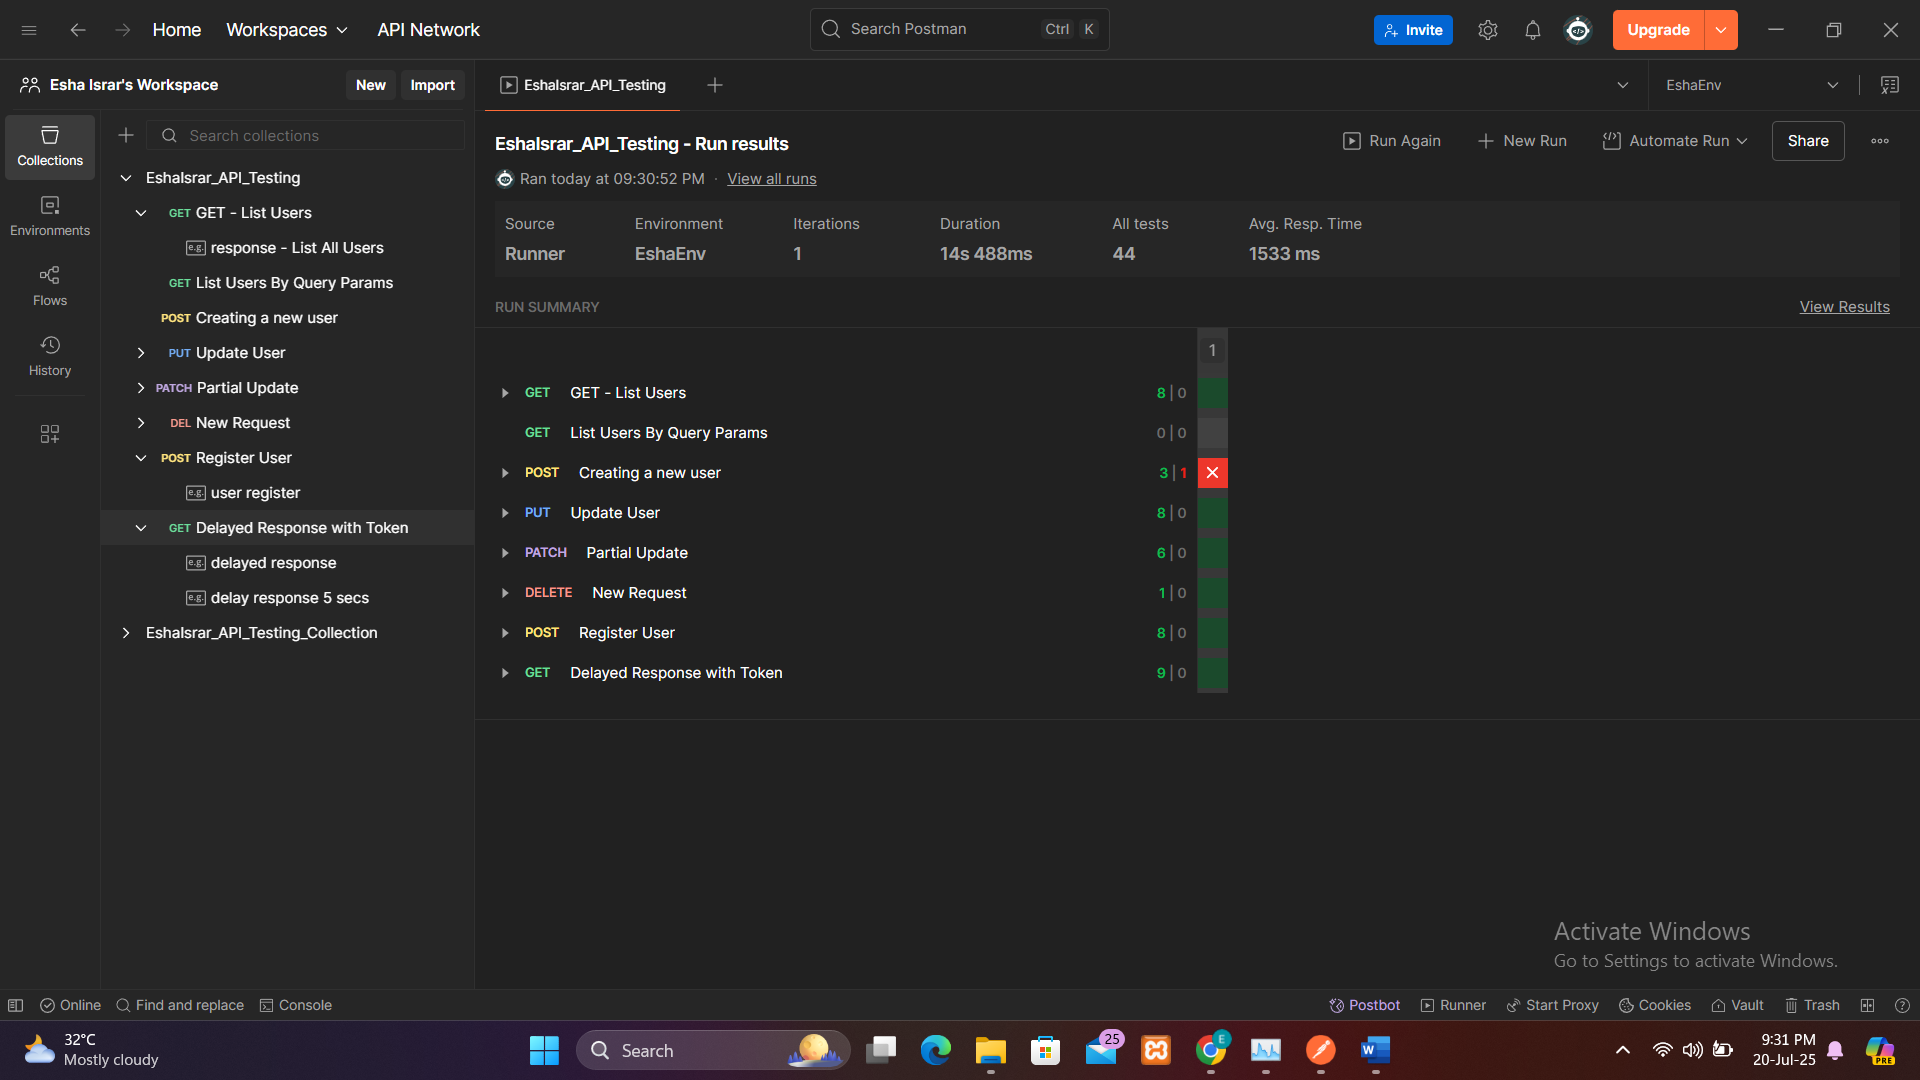 Home
Workspaces
API Network
Search Postman
Ctrl K
Invite
Upgrade
Esha Israr's Workspace
New
Import
EshaIsrar_API_Testing
EshaEnv
Collections
Environments
Flows
History
Search collections
EshaIsrar_API_Testing
GET GET - List Users
e.g. response - List All Users
GET List Users By Query Params
POST Creating a new user
PUT Update User
PATCH Partial Update
DEL New Request
POST Register User
e.g. user register
GET Delayed Response with Token
e.g. delayed response
e.g. delay response 5 secs
EshaIsrar_API_Testing_Collection
EshaIsrar_API_Testing - Run results
Run Again
New Run
Automate Run
Share
Ran today at 09:30:52 PM · View all runs
Source Environment Iterations Duration All tests Avg. Resp. Time
Runner EshaEnv 1 14s 488ms 44 1533 ms
RUN SUMMARY
View Results
1
GET GET - List Users 8 | 0
GET List Users By Query Params 0 | 0
POST Creating a new user 3 | 1
PUT Update User 8 | 0
PATCH Partial Update 6 | 0
DELETE New Request 1 | 0
POST Register User 8 | 0
GET Delayed Response with Token 9 | 0
Activate Windows
Go to Settings to activate Windows.
Online
Find and replace
Console
Postbot
Runner
Start Proxy
Cookies
Vault
Trash
32°C
Mostly cloudy
Search
25
E
W
9:31 PM
20-Jul-25
PRE